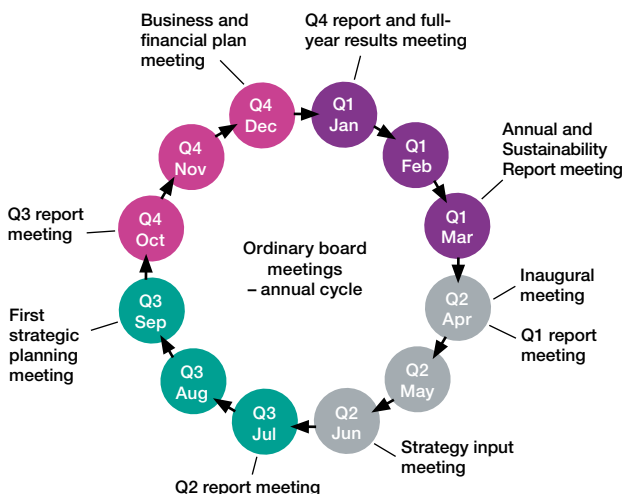 Business and
financial plan
meeting
Q4 report and full-
year results meeting
Q4
Dec
Q1
Jan
Q4
Nov
Q1
Feb
Annual and
Sustainability
Report meeting
Q3 report
meeting
Q4
Oct
Q1
Mar
Ordinary board
meetings
– annual cycle
First
strategic
planning
meeting
Q3
Sep
Q2
Apr
Inaugural
meeting
Q1 report
meeting
Q3
Aug
Q2
May
Q3
Jul
Q2
Jun
Strategy input
meeting
Q2 report meeting